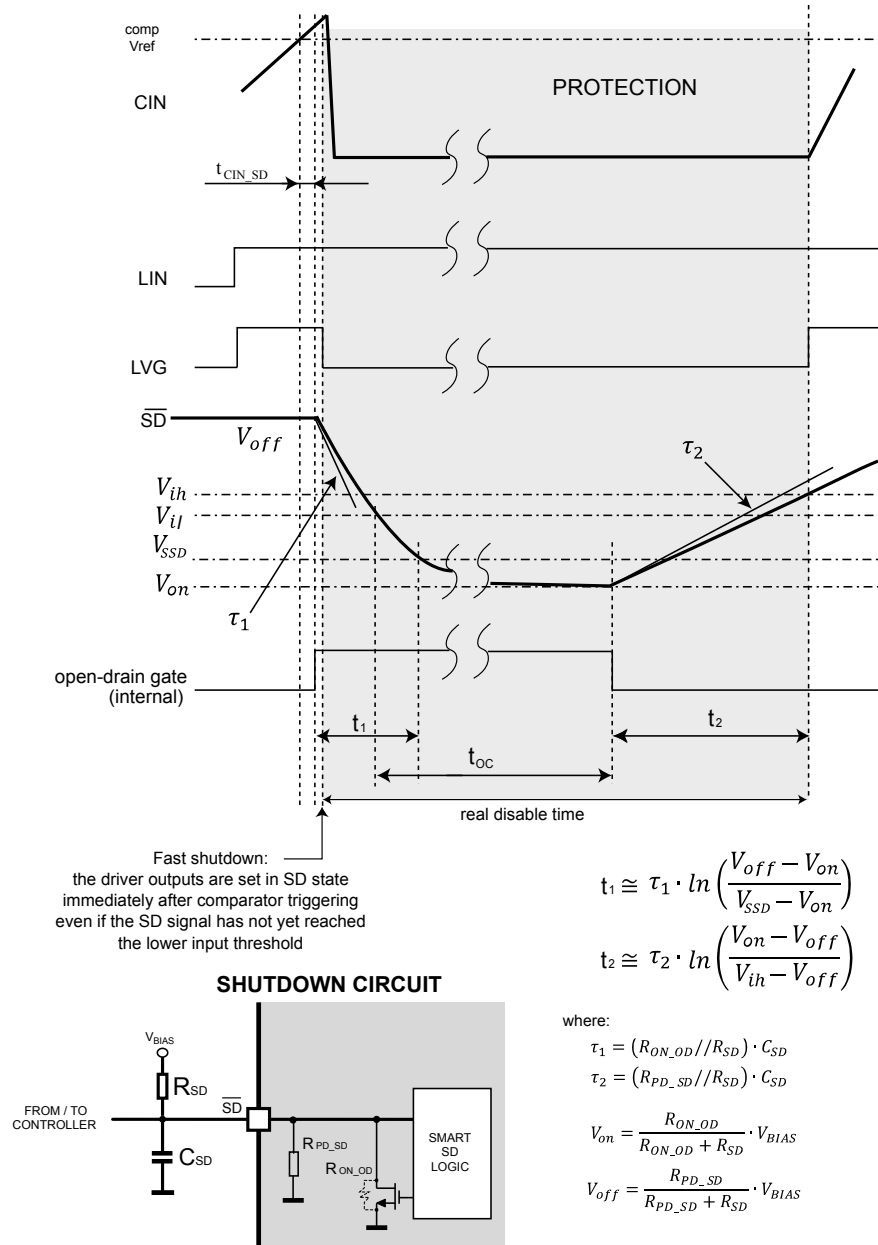 comp
Vref
CIN
PROTECTION
t CIN_SD
LIN
LVG
SD
V_off
τ_2
V_ih
V_il
V_SSD
V_on
τ_1
open-drain gate
(internal)
t_1
t_2
t_OC
real disable time
Fast shutdown:
the driver outputs are set in SD state
immediately after comparator triggering
even if the SD signal has not yet reached
the lower input threshold
t_1 ≅ τ_1 · ln((V_off − V_on)/(V_SSD − V_on))
t_2 ≅ τ_2 · ln((V_on − V_off)/(V_ih − V_off))
SHUTDOWN CIRCUIT
V_BIAS
R_SD
SD
FROM / TO
CONTROLLER
C_SD
R_PD_SD
R_ON_OD
SMART
SD
LOGIC
where:
τ_1 = (R_ON_OD//R_SD) · C_SD
τ_2 = (R_PD_SD//R_SD) · C_SD
V_on = R_ON_OD/(R_ON_OD + R_SD) · V_BIAS
V_off = R_PD_SD/(R_PD_SD + R_SD) · V_BIAS